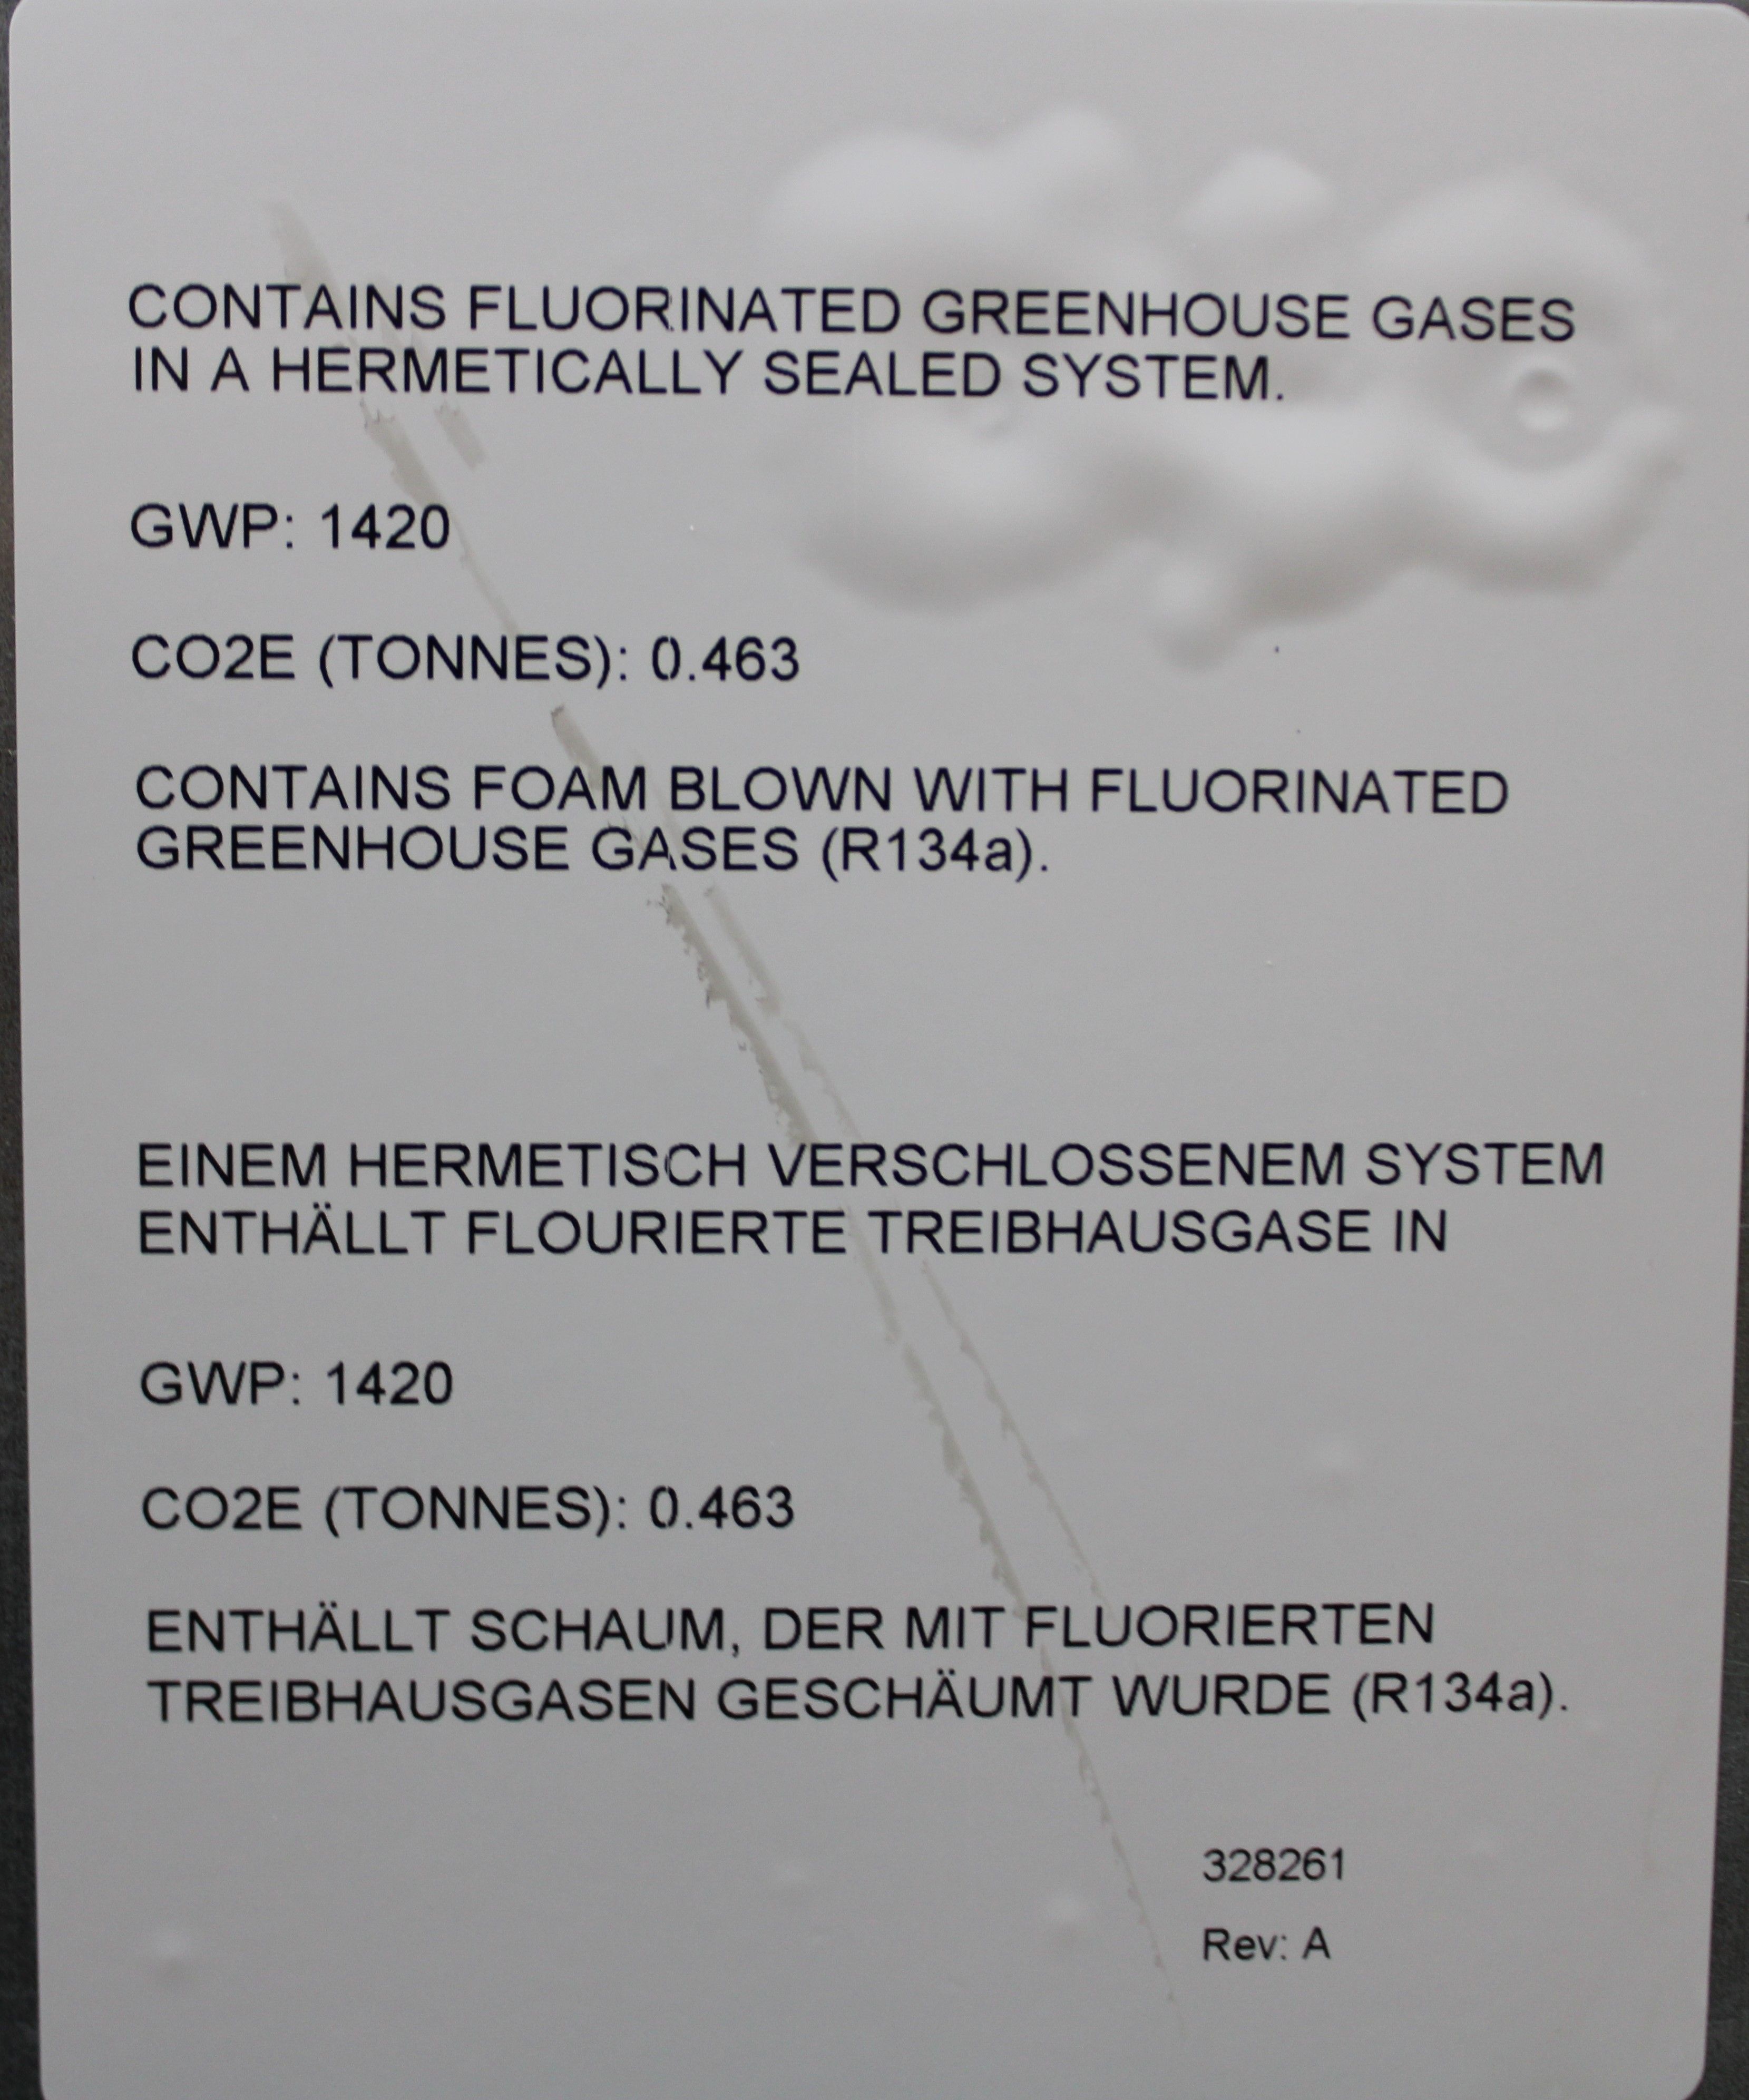 CONTAINS FLUORINATED GREENHOUSE GASES
IN A HERMETICALLY SEALED SYSTEM.
GWP: 1420
CO2E (TONNES): 0.463
CONTAINS FOAM BLOWN WITH FLUORINATED
GREENHOUSE GASES (R134a).
EINEM HERMETISCH VERSCHLOSSENEM SYSTEM
ENTHÄLLT FLOURIERTE TREIBHAUSGASE IN
GWP: 1420
CO2E (TONNES): 0.463
ENTHÄLLT SCHAUM, DER MIT FLUORIERTEN
TREIBHAUSGASEN GESCHÄUMT WURDE (R134a).
328261
Rev: A